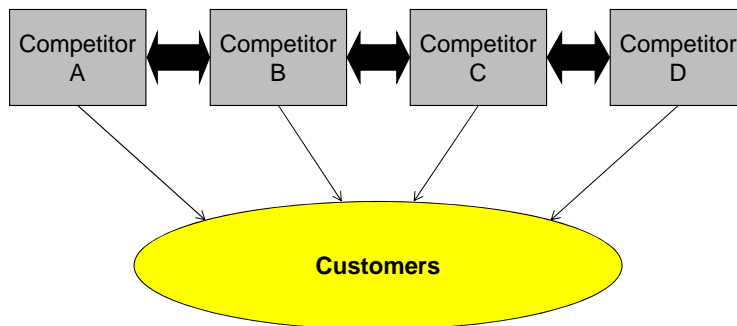 Competitor
A
Competitor
B
Competitor
C
Competitor
D
Customers